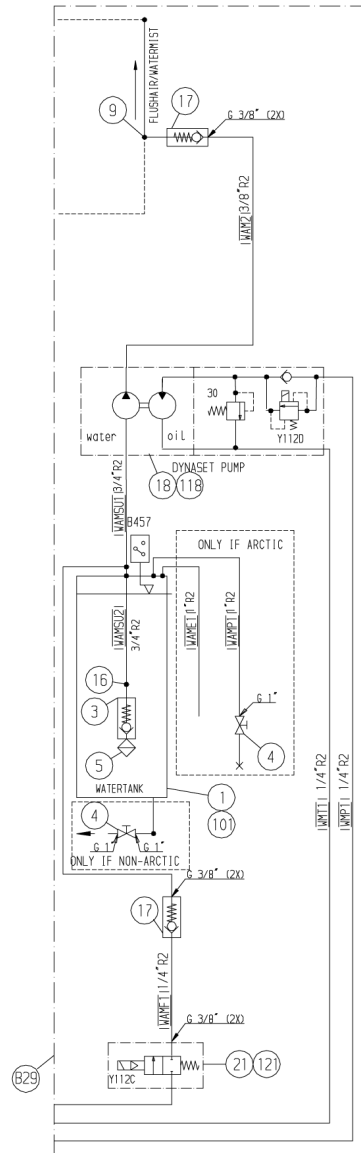 FLUSHAIR/WATERMIST
17
9
G 3/8" (2X)
|WAM2|3/8"R2
30
water
oil
Y112D
DYNASET PUMP
18
118
|WAMSU1|3/4"R2
B457
ONLY IF ARCTIC
|WAMSU2|
3/4"R2
|WAME1|1"R2
|WAMP1|1"R2
16
G 1"
3
4
5
WATERTANK
1
101
4
G 1"
G 1"
ONLY IF NON-ARCTIC
|WMT1| 1/4"R2
|WMP1| 1/4"R2
G 3/8" (2X)
17
|WAMF1|1/4"R2
G 3/8" (2X)
B29
Y112C
21
121